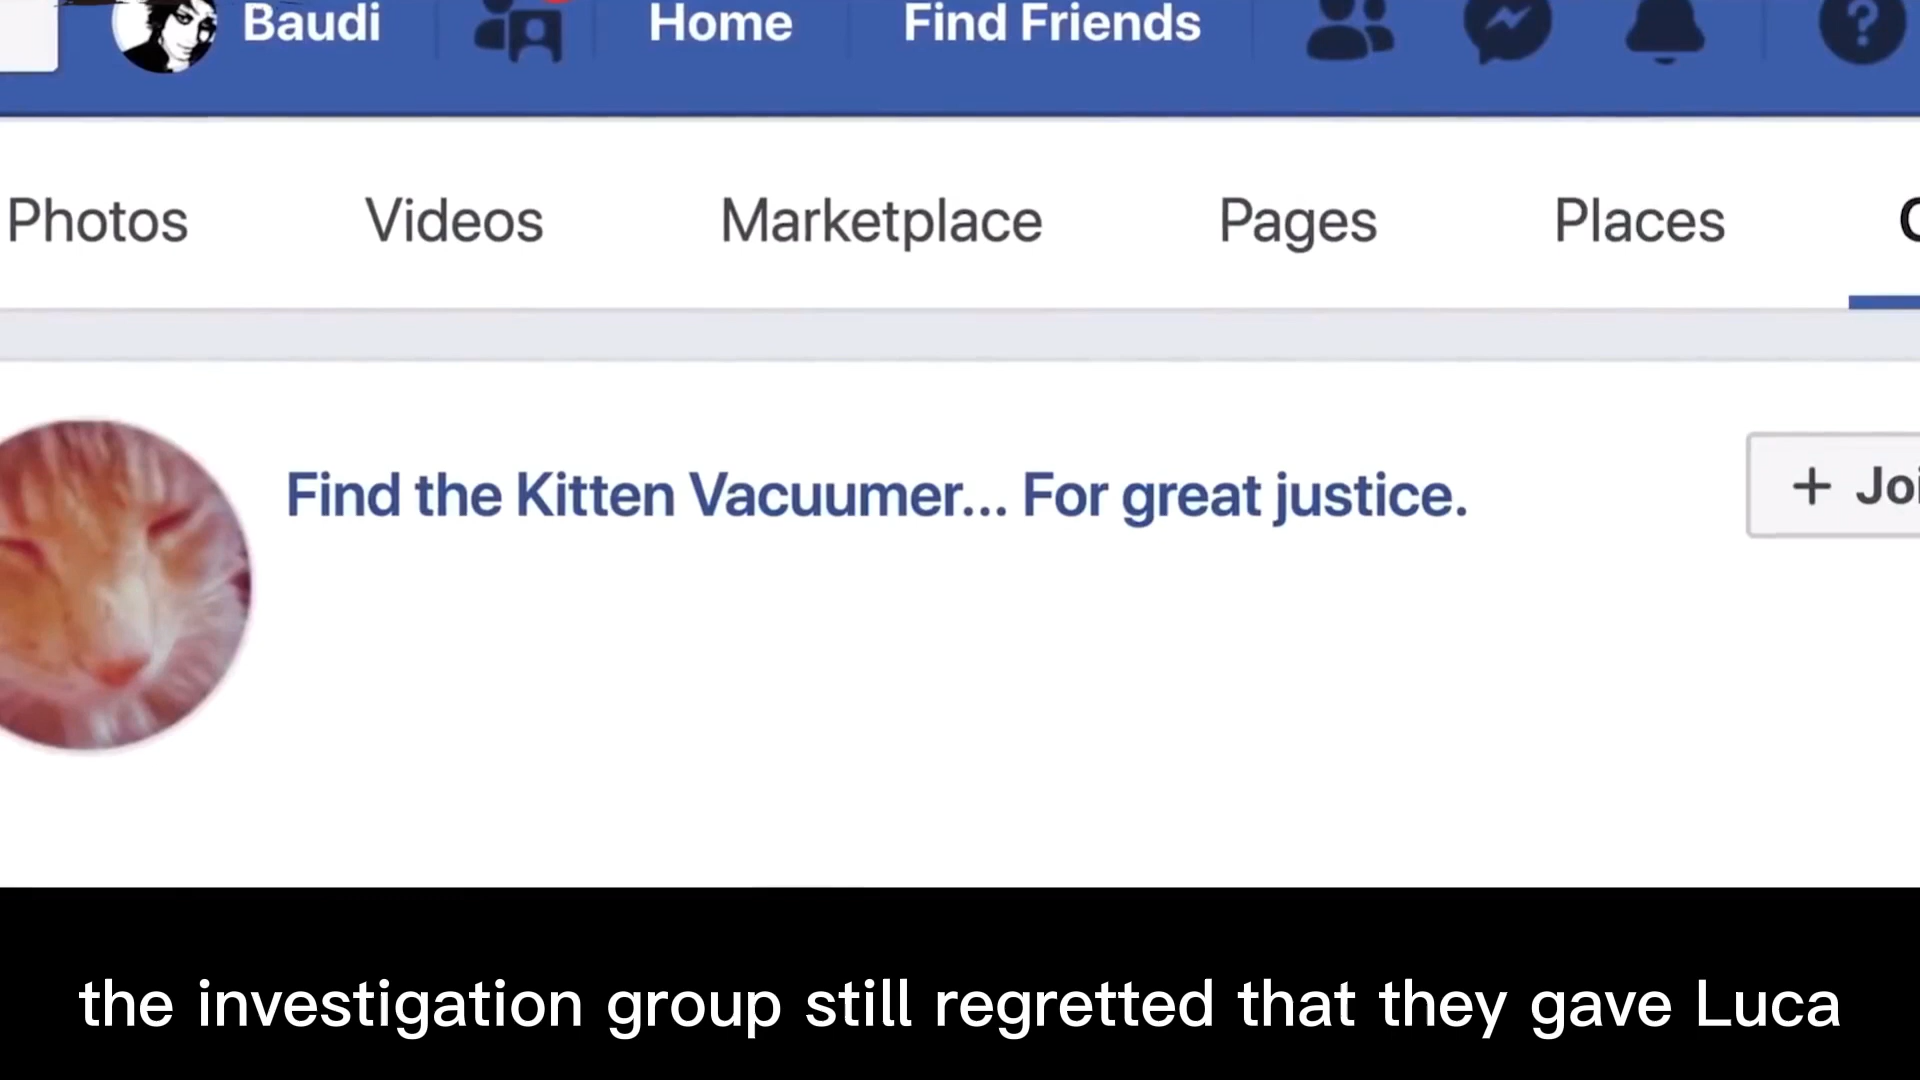 Baudi Home Find Friends
Photos Videos Marketplace Pages Places
Find the Kitten Vacuumer... For great justice.
+ Joi
the investigation group still regretted that they gave Luca